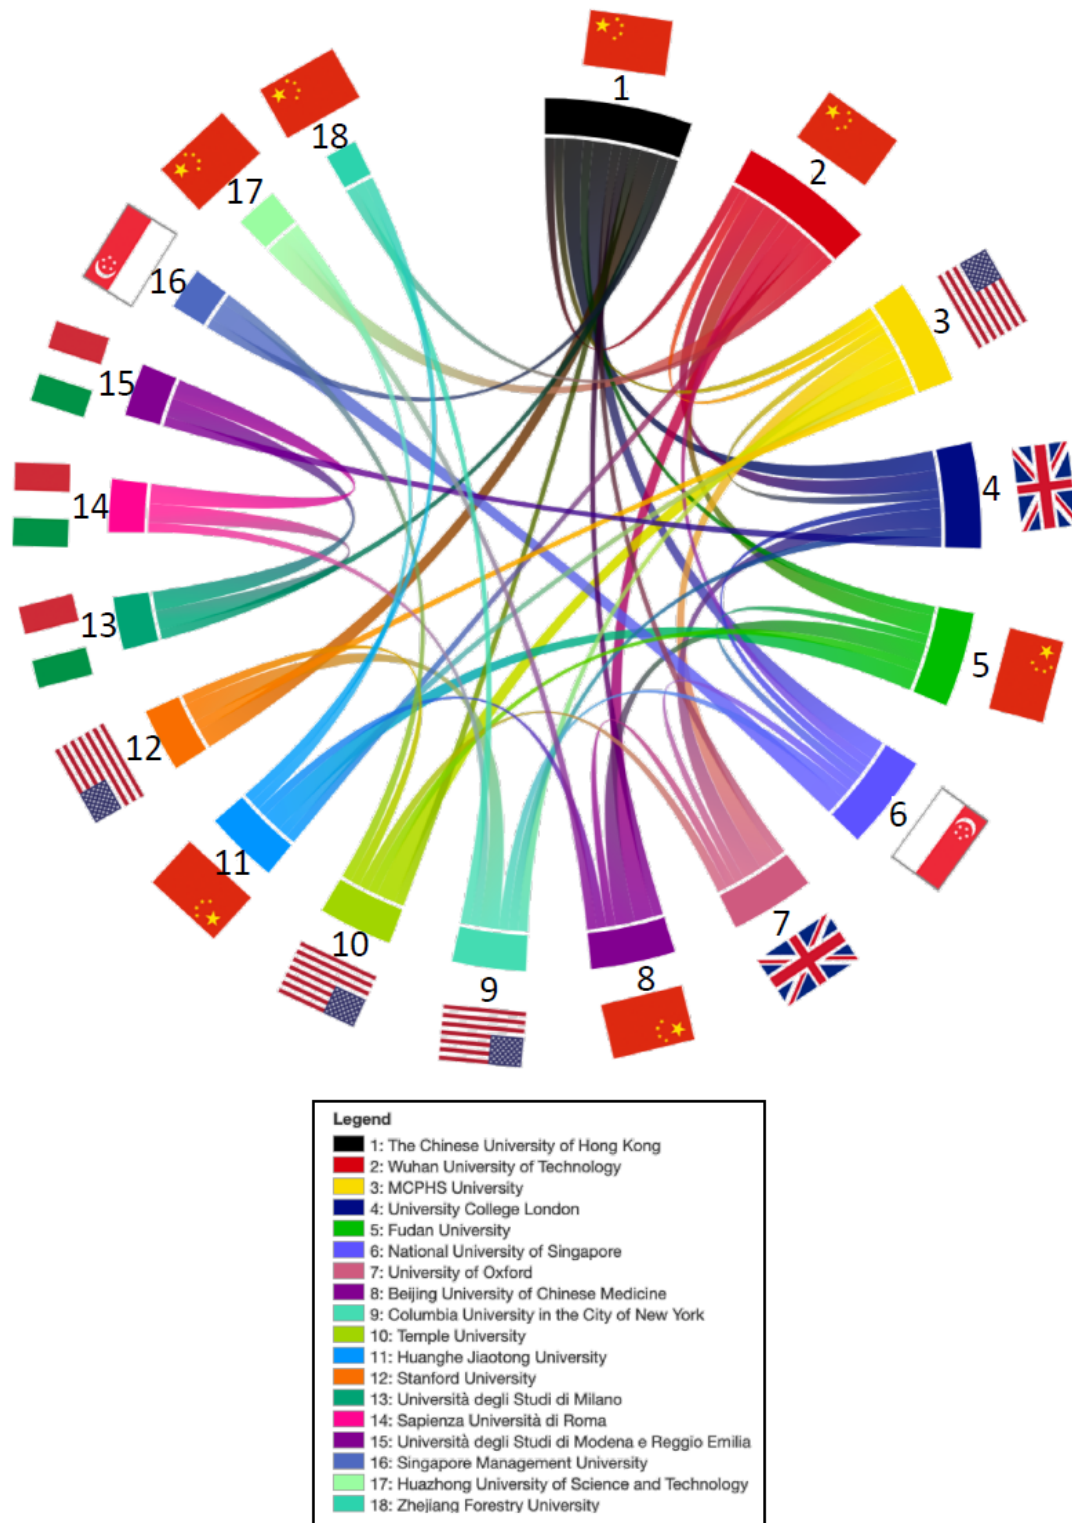 1
2
3
4
5
6
7
8
9
10
11
12
13
14
15
16
17
18
Legend
1: The Chinese University of Hong Kong
2: Wuhan University of Technology
3: MCPHS University
4: University College London
5: Fudan University
6: National University of Singapore
7: University of Oxford
8: Beijing University of Chinese Medicine
9: Columbia University in the City of New York
10: Temple University
11: Huanghe Jiaotong University
12: Stanford University
13: Università degli Studi di Milano
14: Sapienza Università di Roma
15: Università degli Studi di Modena e Reggio Emilia
16: Singapore Management University
17: Huazhong University of Science and Technology
18: Zhejiang Forestry University